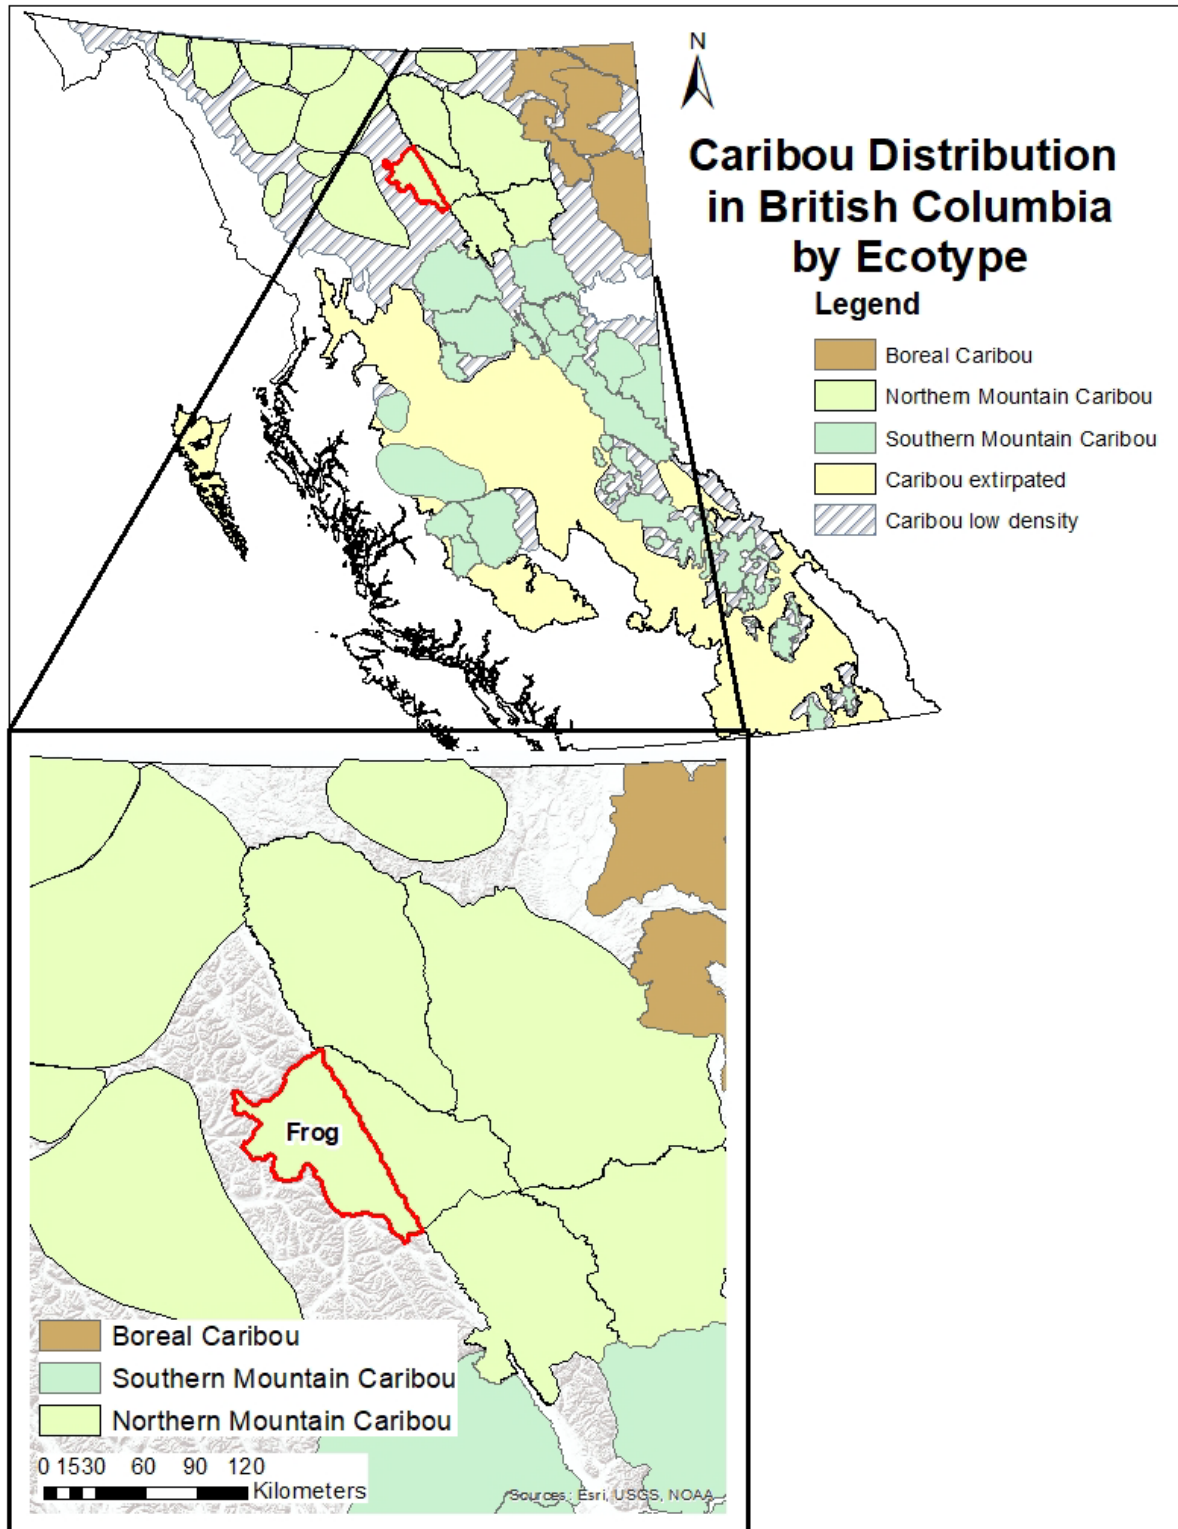 N
Caribou Distribution
in British Columbia
by Ecotype
Legend
Boreal Caribou
Northern Mountain Caribou
Southern Mountain Caribou
Caribou extirpated
Caribou low density
Frog
Boreal Caribou
Southern Mountain Caribou
Northern Mountain Caribou
0 15 30 60 90 120
Kilometers
Sources: Esri, USGS, NOAA